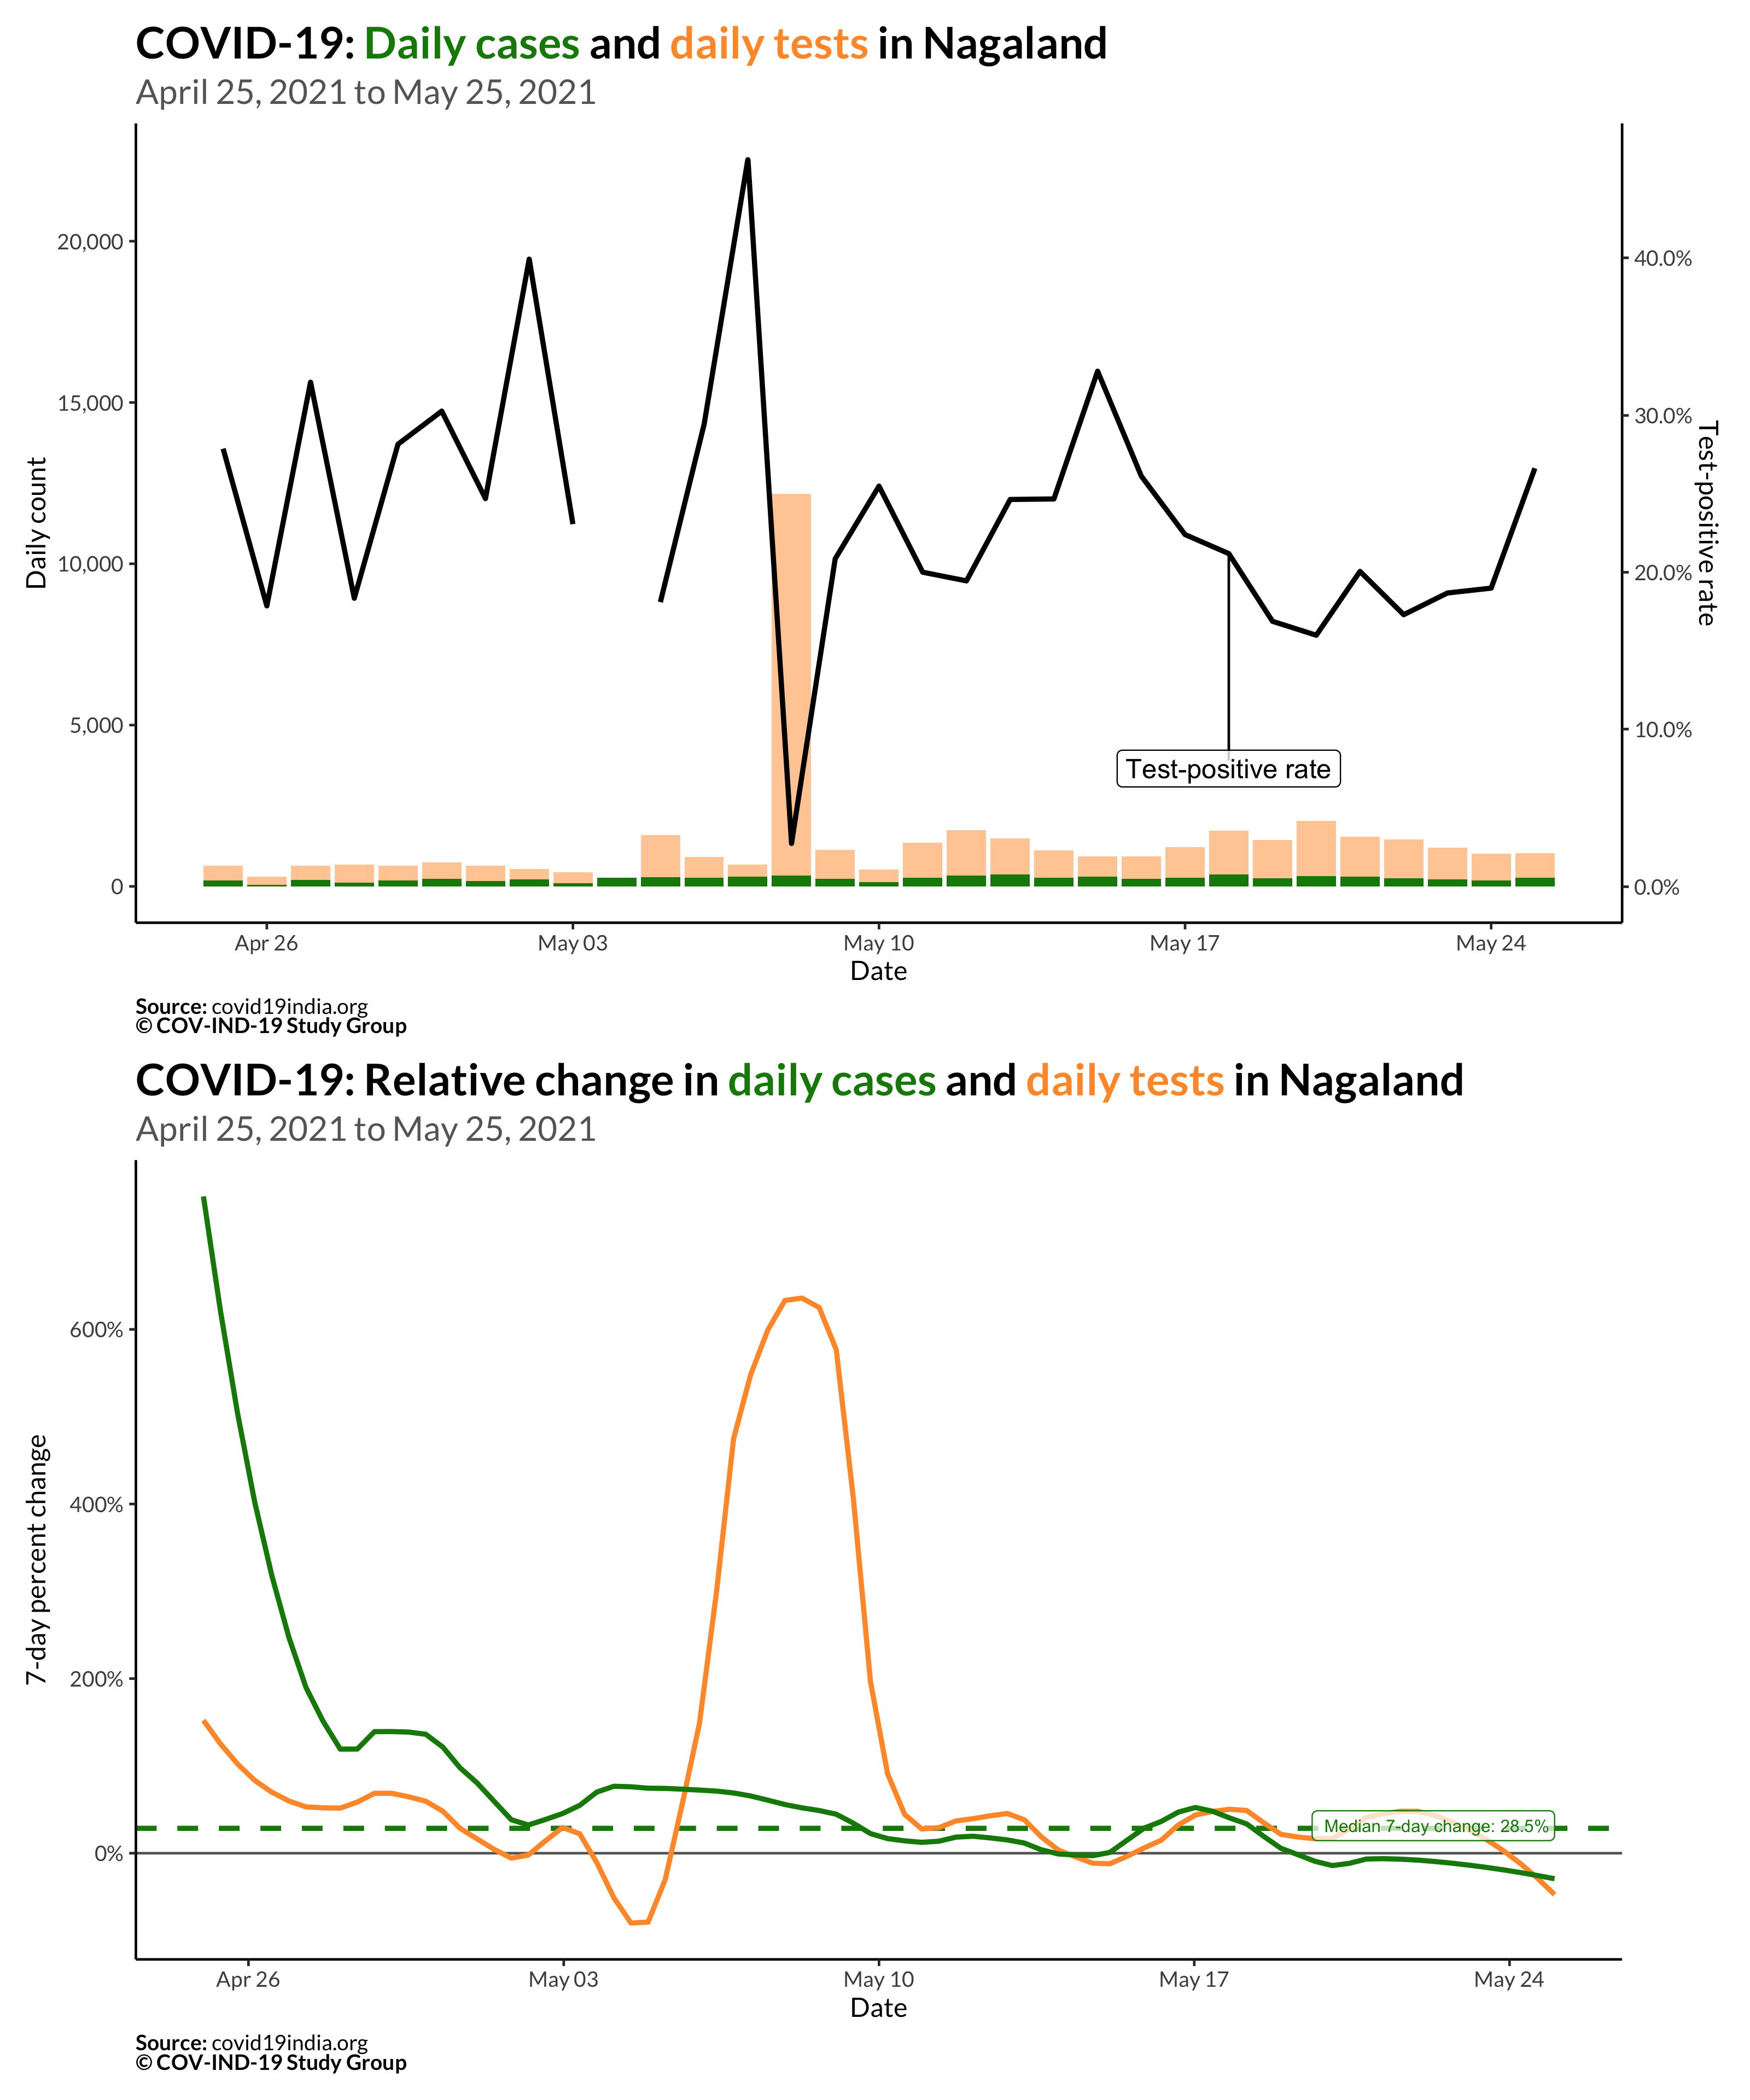 COVID-19: Daily cases and daily tests in Nagaland
April 25, 2021 to May 25, 2021
Daily count
20,000
15,000
10,000
5,000
0
40.0%
30.0%
20.0%
10.0%
0.0%
Test-positive rate
Test-positive rate
Apr 26
May 03
May 10
May 17
May 24
Date
Source: covid19india.org
© COV-IND-19 Study Group
COVID-19: Relative change in daily cases and daily tests in Nagaland
April 25, 2021 to May 25, 2021
7-day percent change
600%
400%
200%
0%
Median 7-day change: 28.5%
Apr 26
May 03
May 10
May 17
May 24
Date
Source: covid19india.org
© COV-IND-19 Study Group